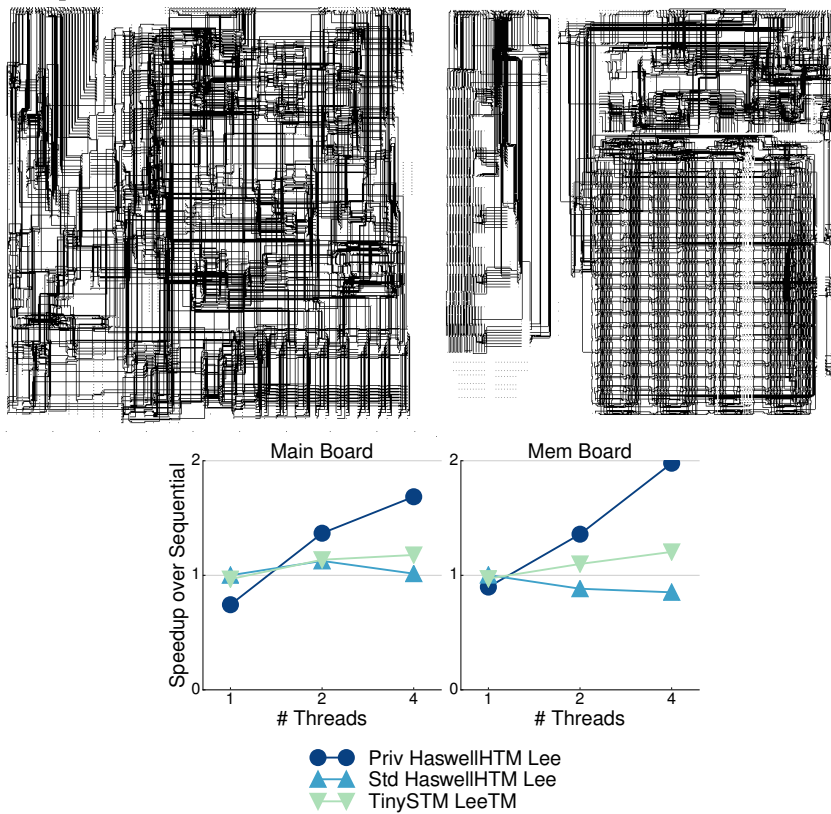 Main Board
Mem Board
Speedup over Sequential
2
1
0
1
2
4
# Threads
2
1
0
1
2
4
# Threads
Priv HaswellHTM Lee
Std HaswellHTM Lee
TinySTM LeeTM